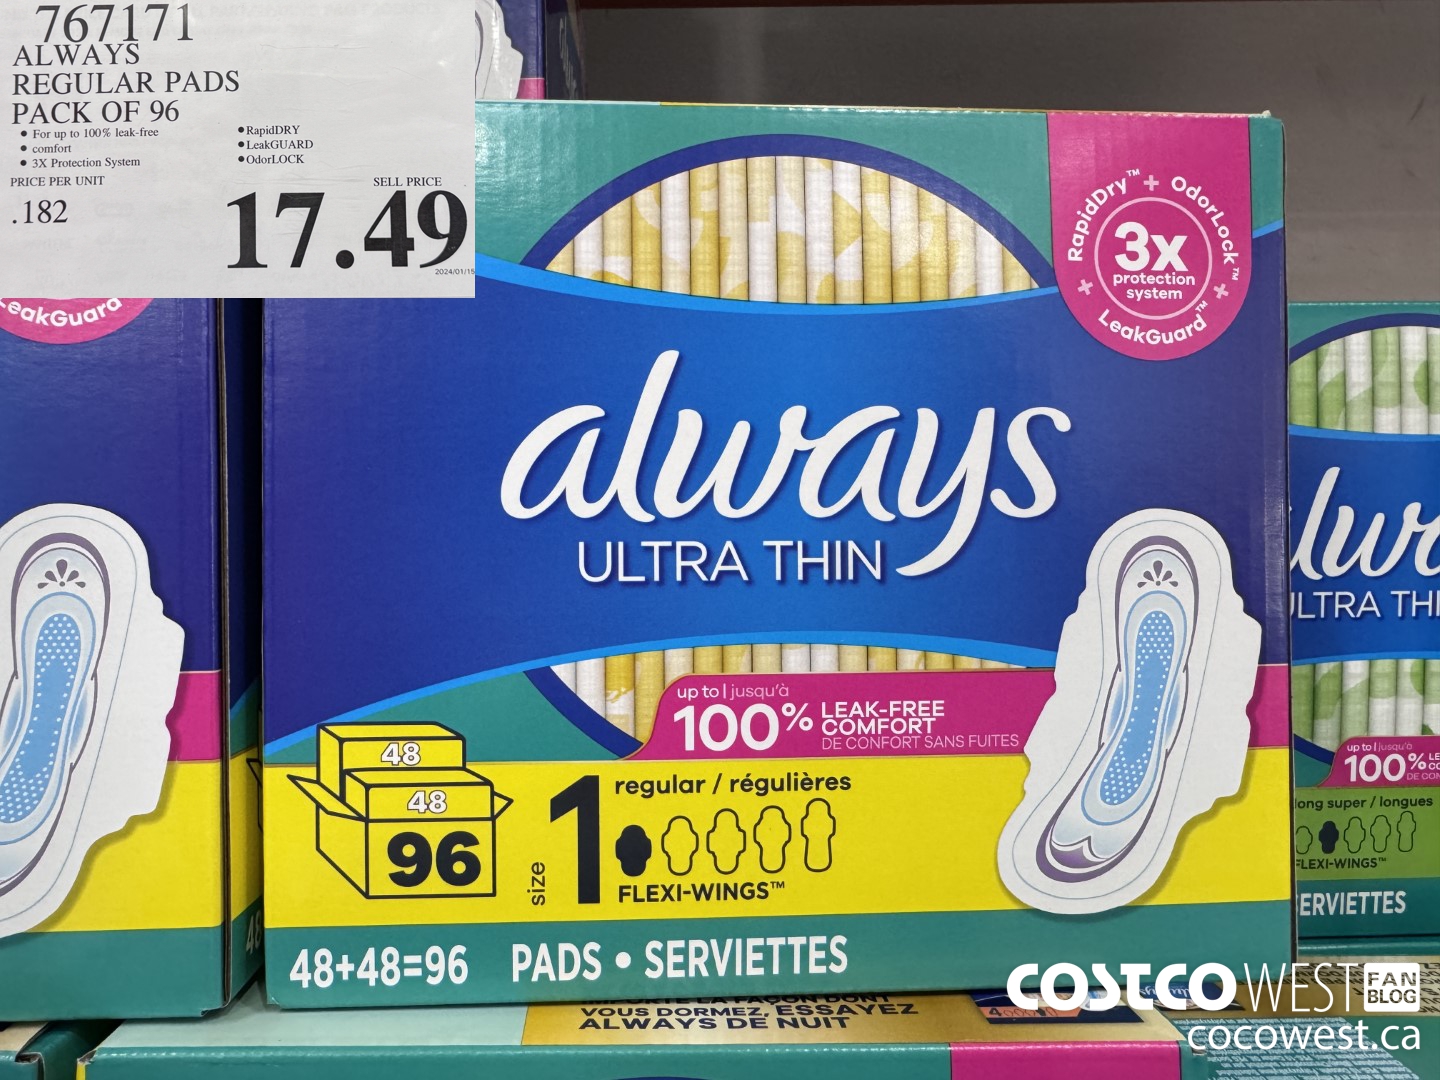 767171
ALWAYS
REGULAR PADS
PACK OF 96
• For up to 100% leak-free
• comfort
• 3X Protection System
• RapidDRY
• LeakGUARD
• OdorLOCK
PRICE PER UNIT
.182
SELL PRICE
17.49
2024/01/15
LeakGuard
RapidDry™ + OdorLock™ + LeakGuard™ +
3x
protection
system
always
ULTRA THIN
up to | jusqu'à
100% LEAK-FREE
COMFORT
DE CONFORT SANS FUITES
48
48
96
size 1
regular / régulières
FLEXI-WINGS™
48+48=96 PADS • SERVIETTES
48
ULTRA THI
up to | jusqu'à
100%
long super / longues
FLEXI-WINGS™
SERVIETTES
VOUS DORMEZ, ESSAYEZ
ALWAYS DE NUIT
4
COSTCO WEST FAN BLOG
cocowest.ca